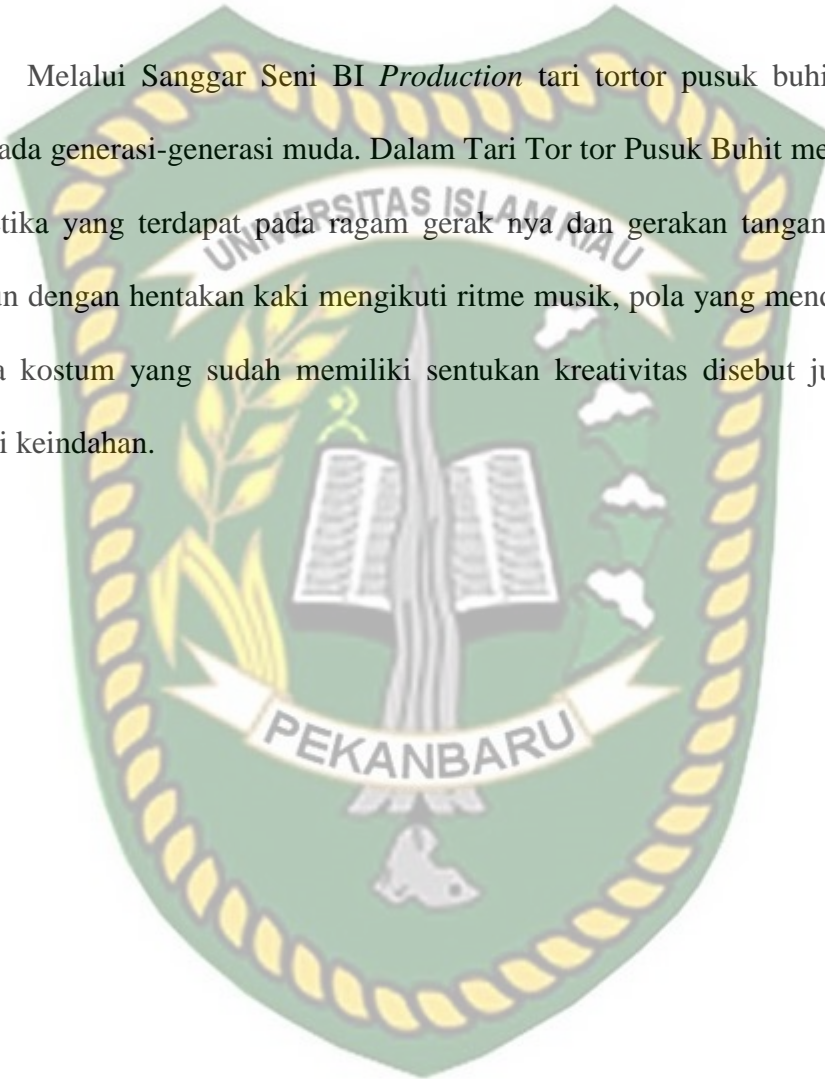 Melalui Sanggar Seni BI Production tari tortor pusuk buhi
ada generasi-generasi muda. Dalam Tari Tor tor Pusuk Buhit me
tika yang terdapat pada ragam gerak nya dan gerakan tangan
un dengan hentakan kaki mengikuti ritme musik, pola yang menc
a kostum yang sudah memiliki sentukan kreativitas disebut ju
i keindahan.
UNIVERSITAS ISLAM RIAU
PEKANBARU